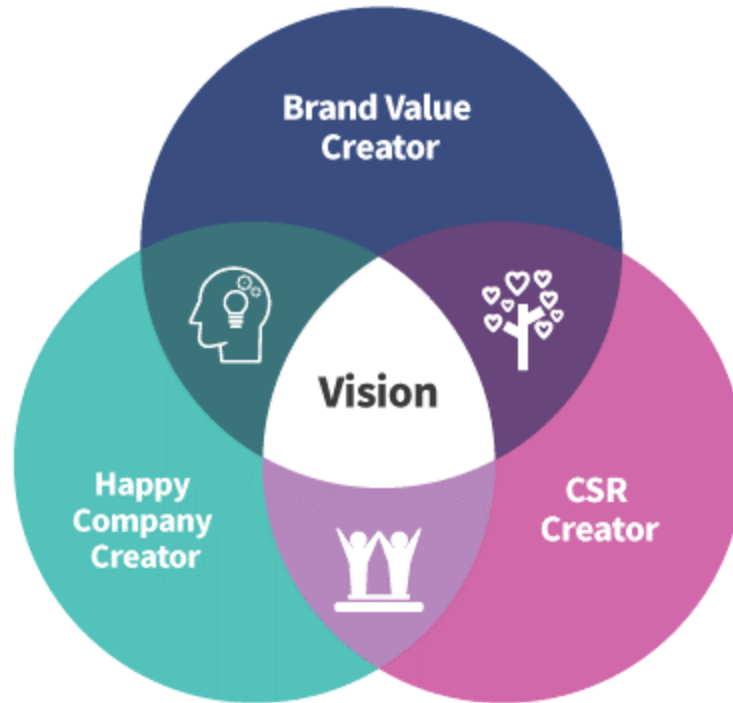 Brand Value
Creator
Vision
Happy
Company
Creator
CSR
Creator